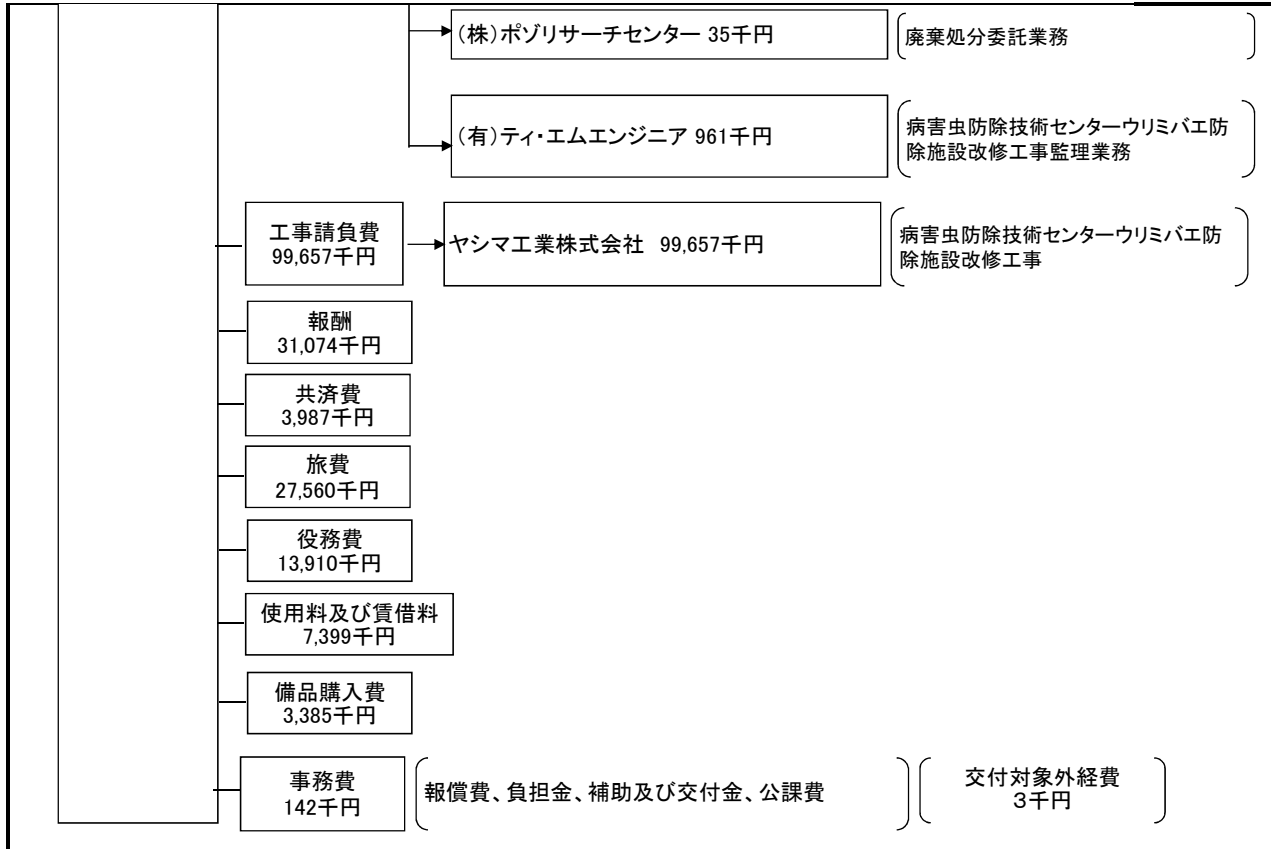 (株)ポゾリサーチセンター 35千円
廃棄処分委託業務
(有)ティ・エムエンジニア 961千円
病害虫防除技術センターウリミバエ防
除施設改修工事監理業務
工事請負費
99,657千円
ヤシマ工業株式会社 99,657千円
病害虫防除技術センターウリミバエ防
除施設改修工事
報酬
31,074千円
共済費
3,987千円
旅費
27,560千円
役務費
13,910千円
使用料及び賃借料
7,399千円
備品購入費
3,385千円
事務費
142千円
報償費、負担金、補助及び交付金、公課費
交付対象外経費
3千円